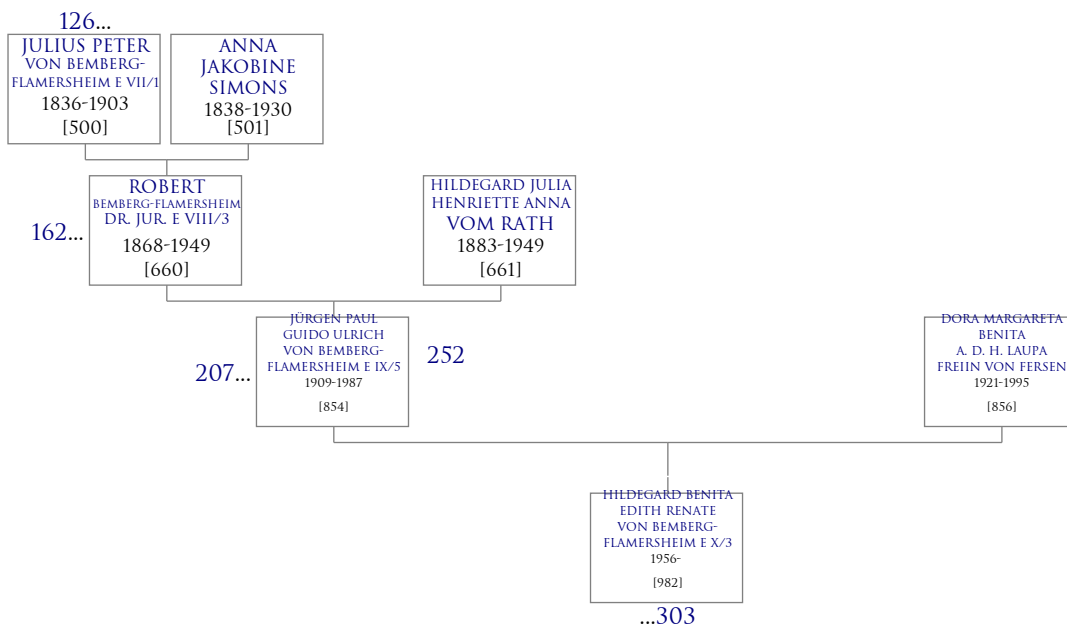 126...
JULIUS PETER
VON BEMBERG-
FLAMERSHEIM E VII/1
1836-1903
[500]
ANNA
JAKOBINE
SIMONS
1838-1930
[501]
162...
ROBERT
BEMBERG-FLAMERSHEIM
DR. JUR. E VIII/3
1868-1949
[660]
HILDEGARD JULIA
HENRIETTE ANNA
VOM RATH
1883-1949
[661]
207...
JÜRGEN PAUL
GUIDO ULRICH
VON BEMBERG-
FLAMERSHEIM E IX/5
1909-1987
[854]
252
DORA MARGARETA
BENITA
A. D. H. LAUPA
FREIIN VON FERSEN
1921-1995
[856]
HILDEGARD BENITA
EDITH RENATE
VON BEMBERG-
FLAMERSHEIM E X/3
1956-
[982]
...303